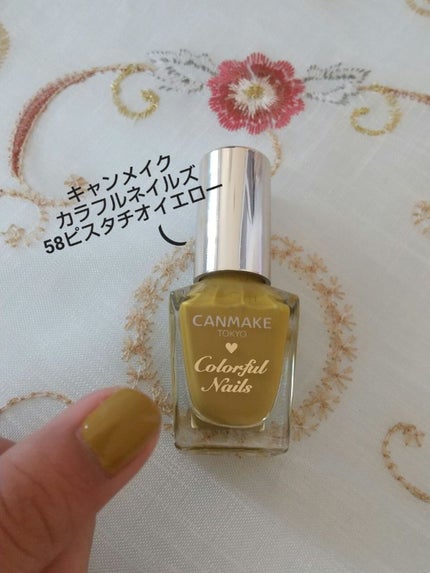 キャンメイク
カラフルネイルズ
58ピスタチオイエロー
CANMAKE
TOKYO
Colorful
Nails